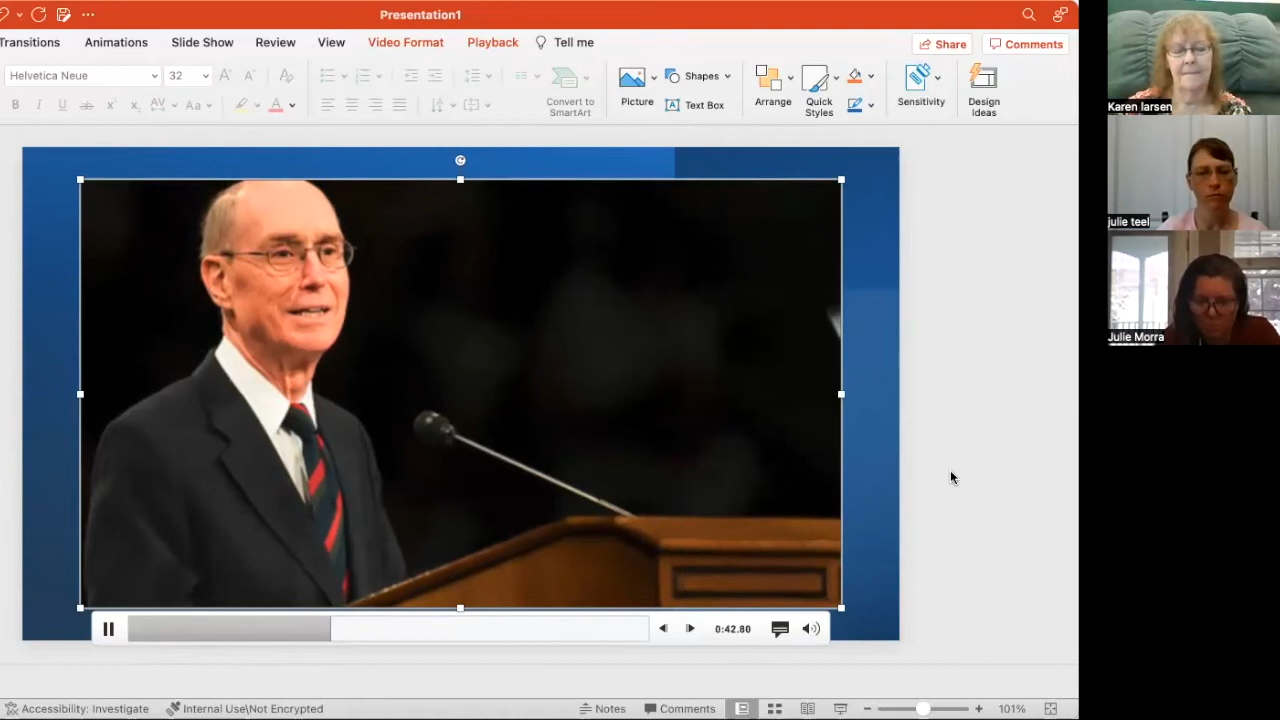 Presentation1
Transitions
Animations
Slide Show
Review
View
Video Format
Playback
Tell me
Share
Comments
Helvetica Neue
32
Convert to
SmartArt
Picture
Shapes
Text Box
Arrange
Quick
Styles
Sensitivity
Design
Ideas
Karen larsen
julie teel
Julie Morra
0:42.80
Accessibility: Investigate
Internal Use\Not Encrypted
Notes
Comments
101%